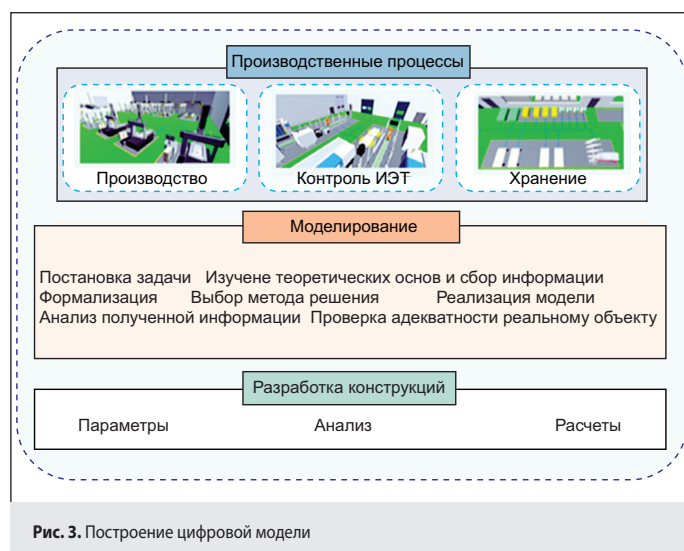 Производственные процессы
Производство
Контроль ИЭТ
Хранение
Моделирование
Постановка задачи Изучене теоретических основ и сбор информации
Формализация Выбор метода решения Реализация модели
Анализ полученной информации Проверка адекватности реальному объекту
Разработка конструкций
Параметры Анализ Расчеты
Рис. 3. Построение цифровой модели